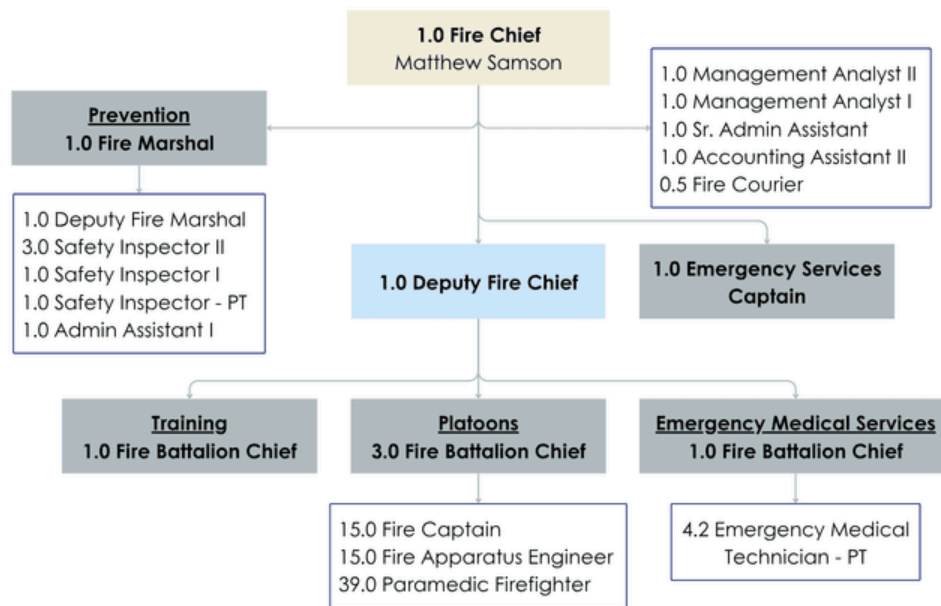 1.0 Fire Chief
Matthew Samson
1.0 Management Analyst II
1.0 Management Analyst I
1.0 Sr. Admin Assistant
1.0 Accounting Assistant II
0.5 Fire Courier
Prevention
1.0 Fire Marshal
1.0 Deputy Fire Marshal
3.0 Safety Inspector II
1.0 Safety Inspector I
1.0 Safety Inspector - PT
1.0 Admin Assistant I
1.0 Deputy Fire Chief
1.0 Emergency Services
Captain
Training
1.0 Fire Battalion Chief
Platoons
3.0 Fire Battalion Chief
Emergency Medical Services
1.0 Fire Battalion Chief
15.0 Fire Captain
15.0 Fire Apparatus Engineer
39.0 Paramedic Firefighter
4.2 Emergency Medical
Technician - PT